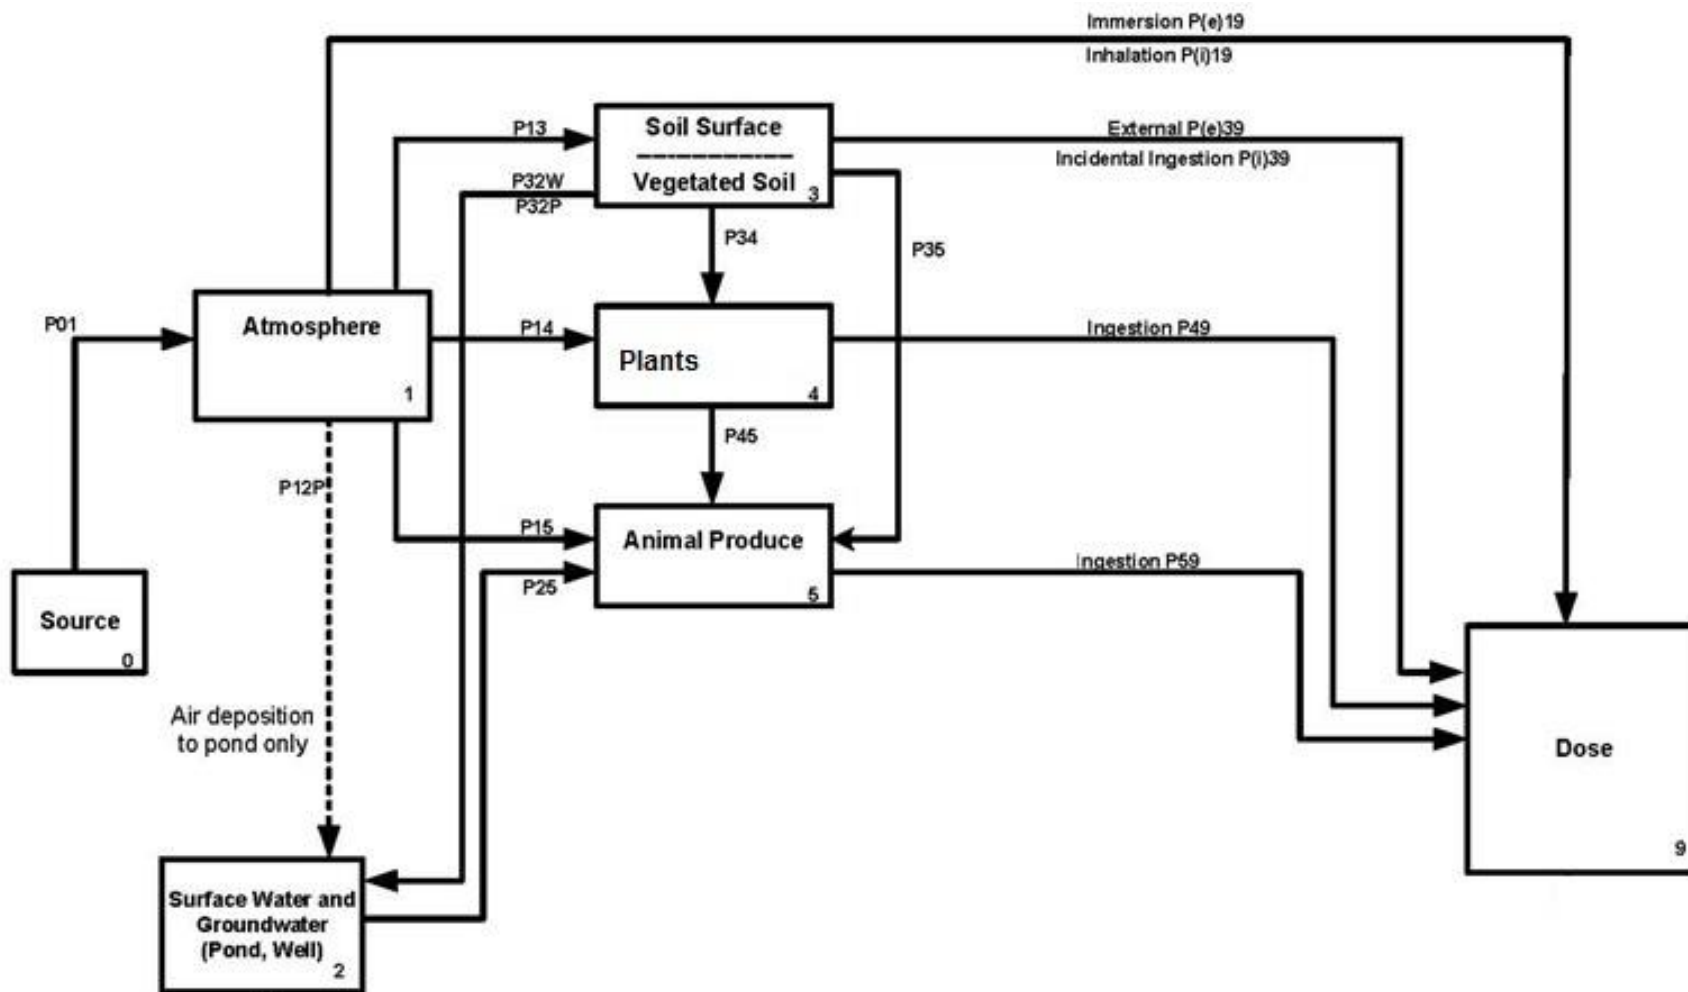 Immersion P(e)19
Inhalation P(i)19
P13
Soil Surface
Vegetated Soil
3
External P(e)39
Incidental Ingestion P(i)39
P32W
P32P
P34
P35
P01
Atmosphere
1
P14
Plants
4
Ingestion P49
P45
P12P
P15
Animal Produce
5
P25
Ingestion P59
Source
0
Air deposition
to pond only
Dose
9
Surface Water and
Groundwater
(Pond, Well)
2